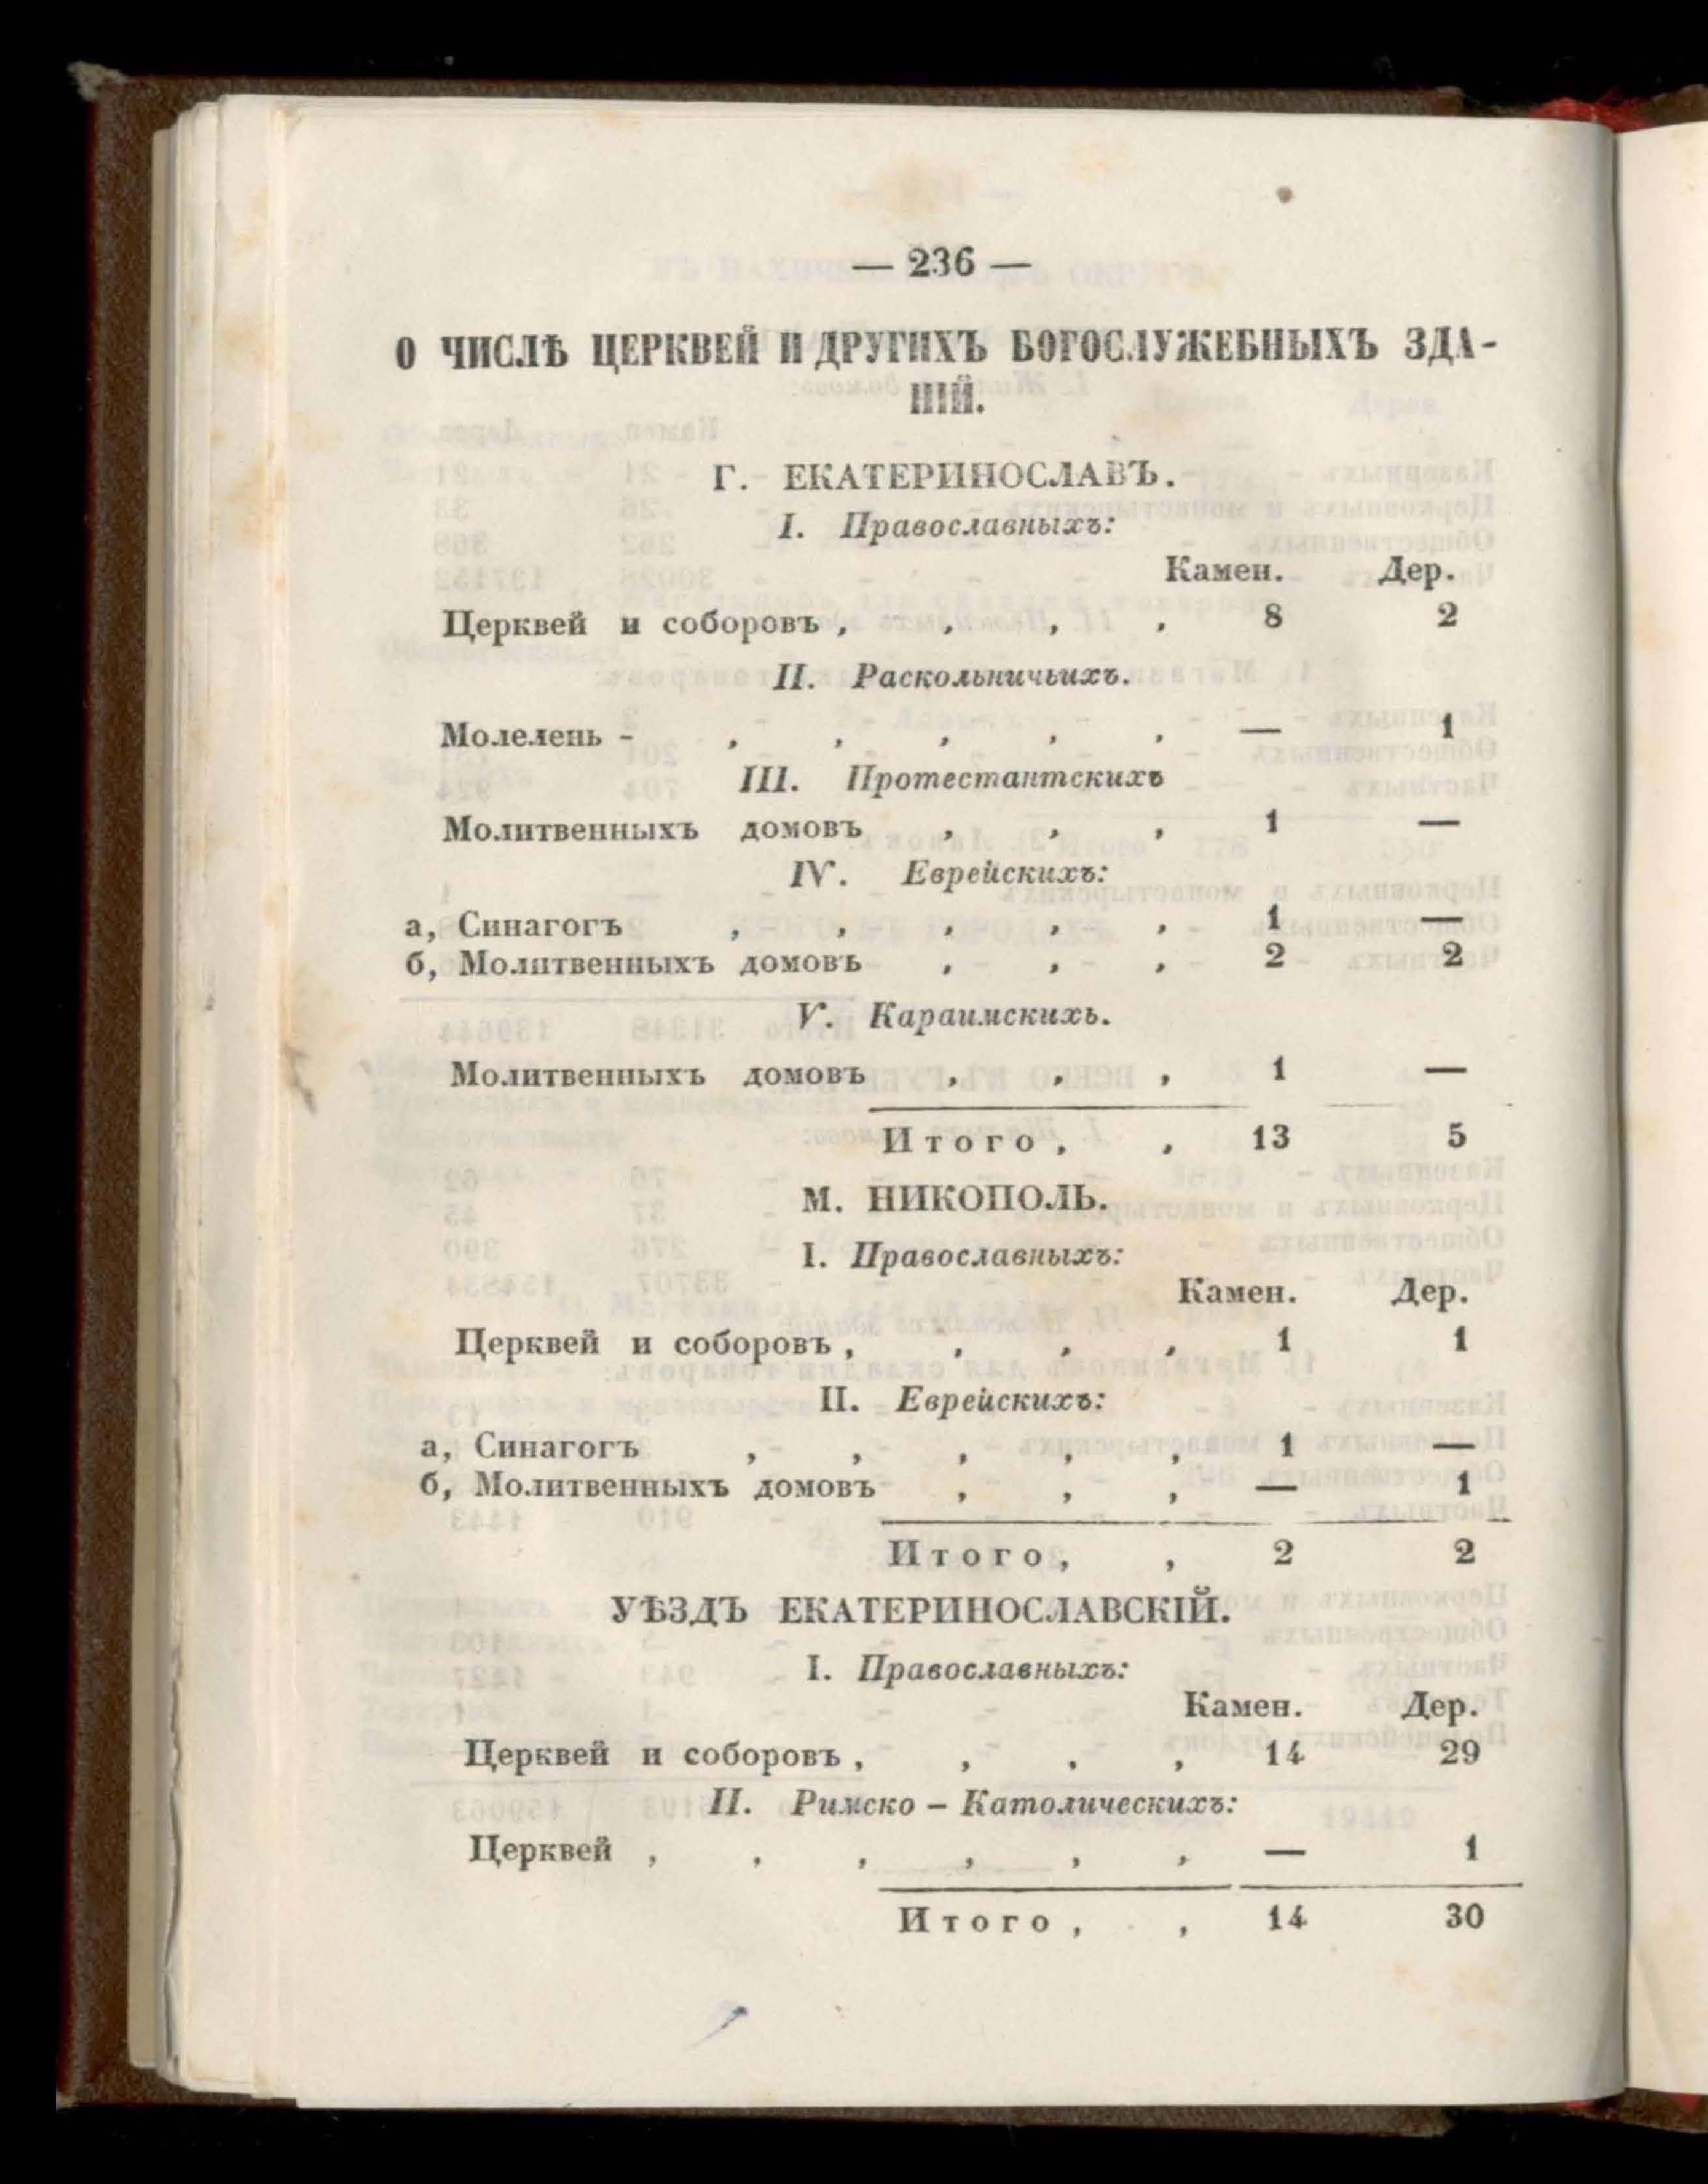 — 236 —
О ЧИСЛѢ ЦЕРКВЕЙ И ДРУГИХЪ БОГОСЛУЖЕБНЫХЪ ЗДА-
НІЙ.
Г. ЕКАТЕРИНОСЛАВЪ.
I. Православныхъ:
Камен. Дер.
Церквей и соборовъ , , , , 8 2
II. Раскольничьихъ.
Молелень - , , , , , — 1
III. Протестантскихъ
Молитвенныхъ домовъ , , , 1 —
IV. Еврейскихъ:
а, Синагогъ , , , , , 1 —
б, Молитвенныхъ домовъ , , , 2 2
V. Караимскихь.
Молитвенныхъ домовъ , , , 1 —
Итого , , 13 5
М. НИКОПОЛЬ.
I. Православныхъ:
Камен. Дер.
Церквей и соборовъ , , , , 1 1
II. Еврейскихъ:
а, Синагогъ , , , , , 1 —
б, Молитвенныхъ домовъ , , , — 1
Итого , , 2 2
УѢЗДЪ ЕКАТЕРИНОСЛАВСКІЙ.
I. Православныхъ:
Камен. Дер.
Церквей и соборовъ , , , , 14 29
II. Римско – Католическихъ:
Церквей , , , , , , — 1
Итого , , 14 30